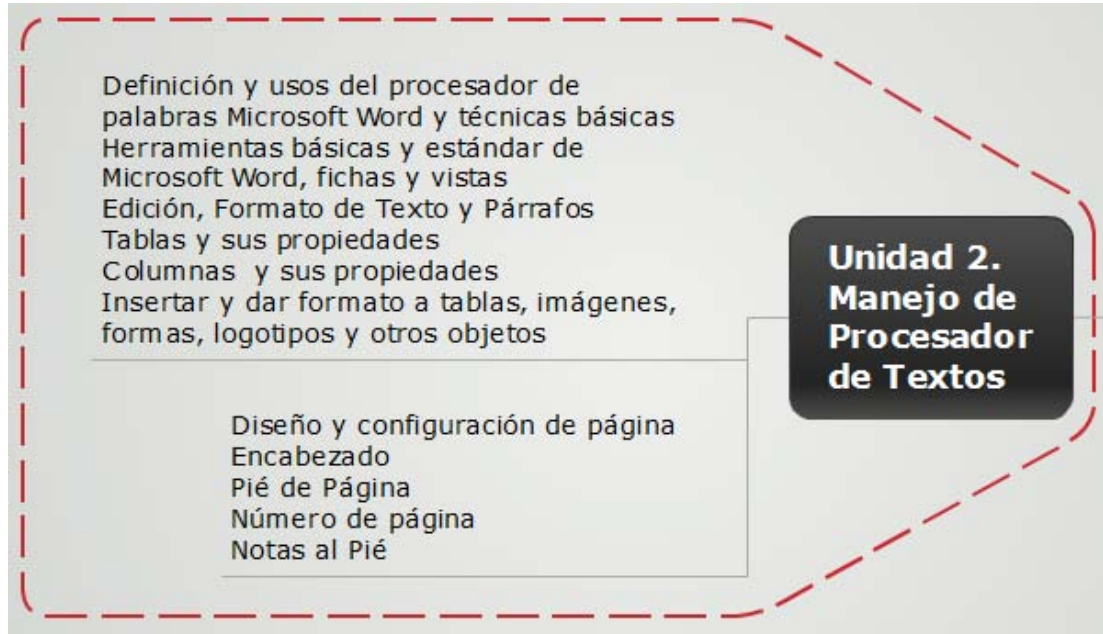 Definición y usos del procesador de
palabras Microsoft Word y técnicas básicas
Herramientas básicas y estándar de
Microsoft Word, fichas y vistas
Edición, Formato de Texto y Párrafos
Tablas y sus propiedades
Columnas  y sus propiedades
Insertar y dar formato a tablas, imágenes,
formas, logotipos y otros objetos
Diseño y configuración de página
Encabezado
Pié de Página
Número de página
Notas al Pié
Unidad 2.
Manejo de
Procesador
de Textos